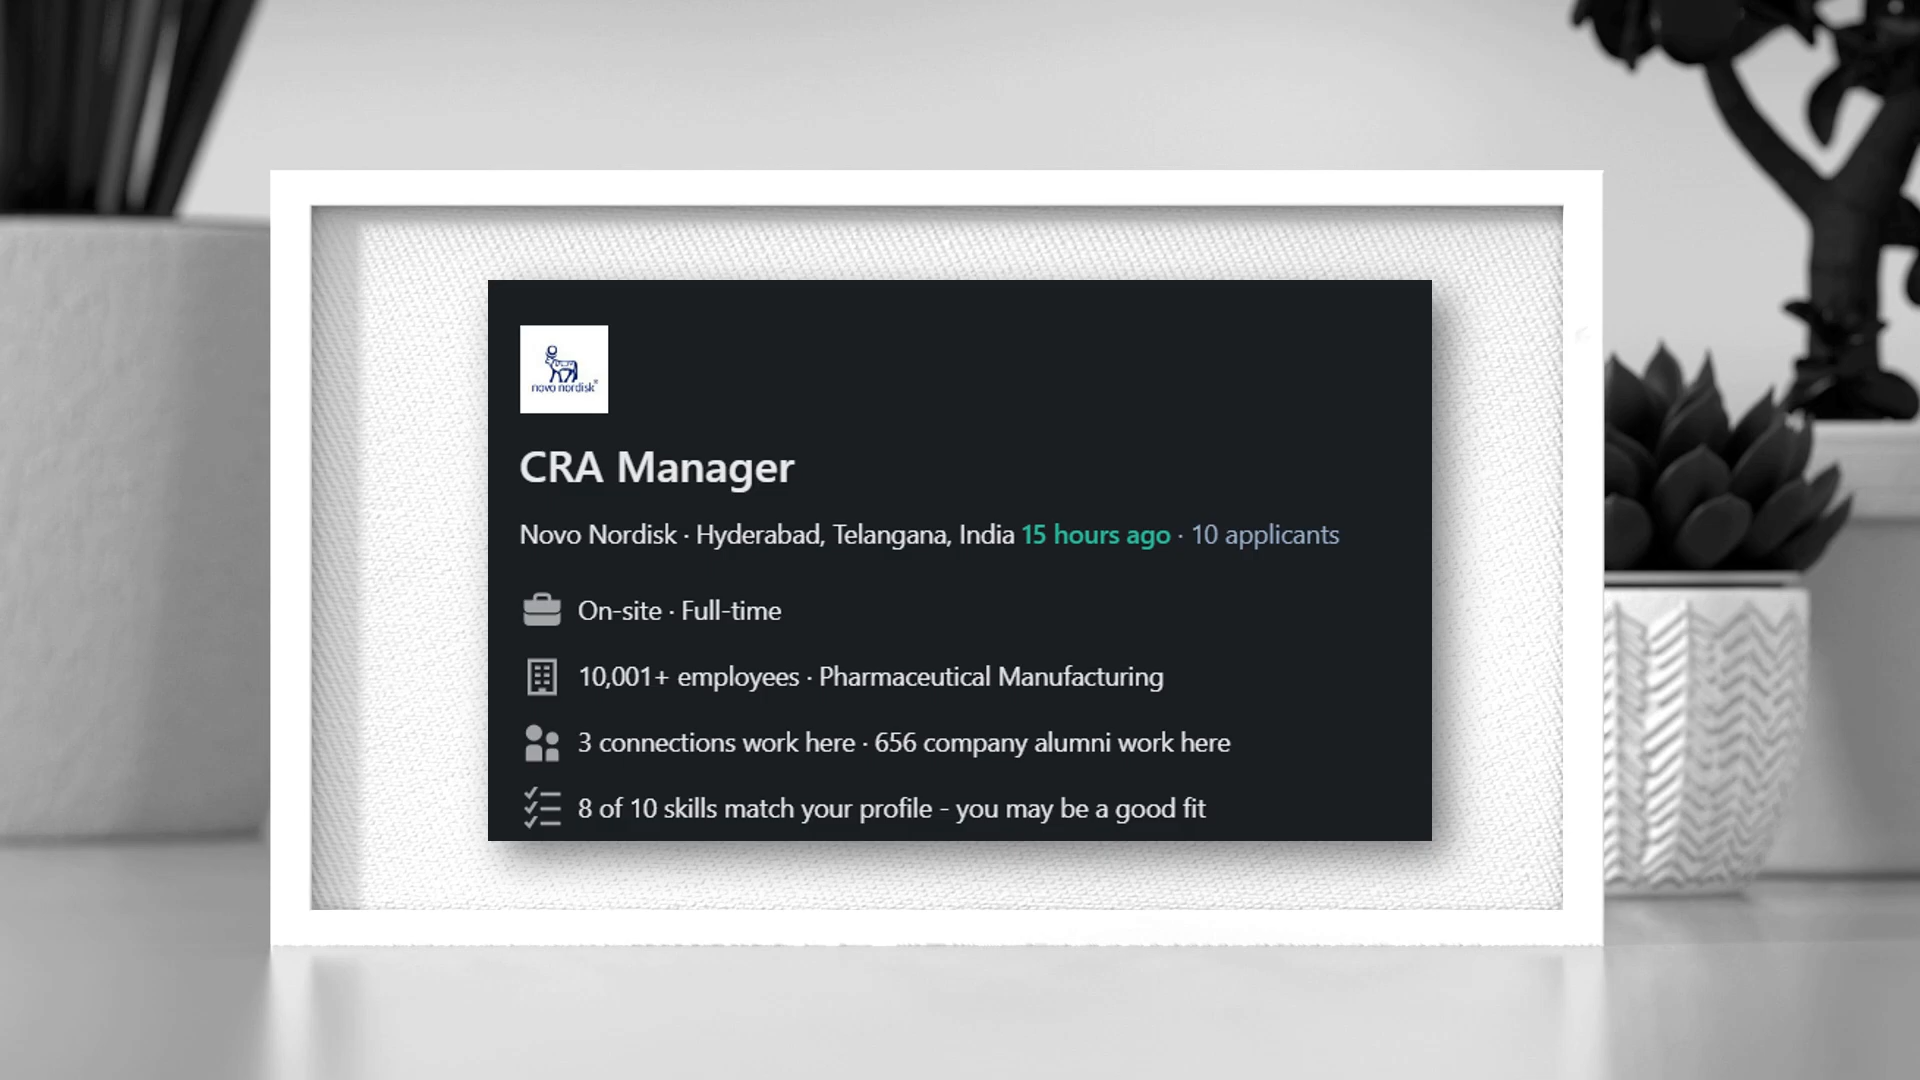 novo nordisk®
CRA Manager
Novo Nordisk · Hyderabad, Telangana, India 15 hours ago · 10 applicants
On-site · Full-time
10,001+ employees · Pharmaceutical Manufacturing
3 connections work here · 656 company alumni work here
8 of 10 skills match your profile - you may be a good fit